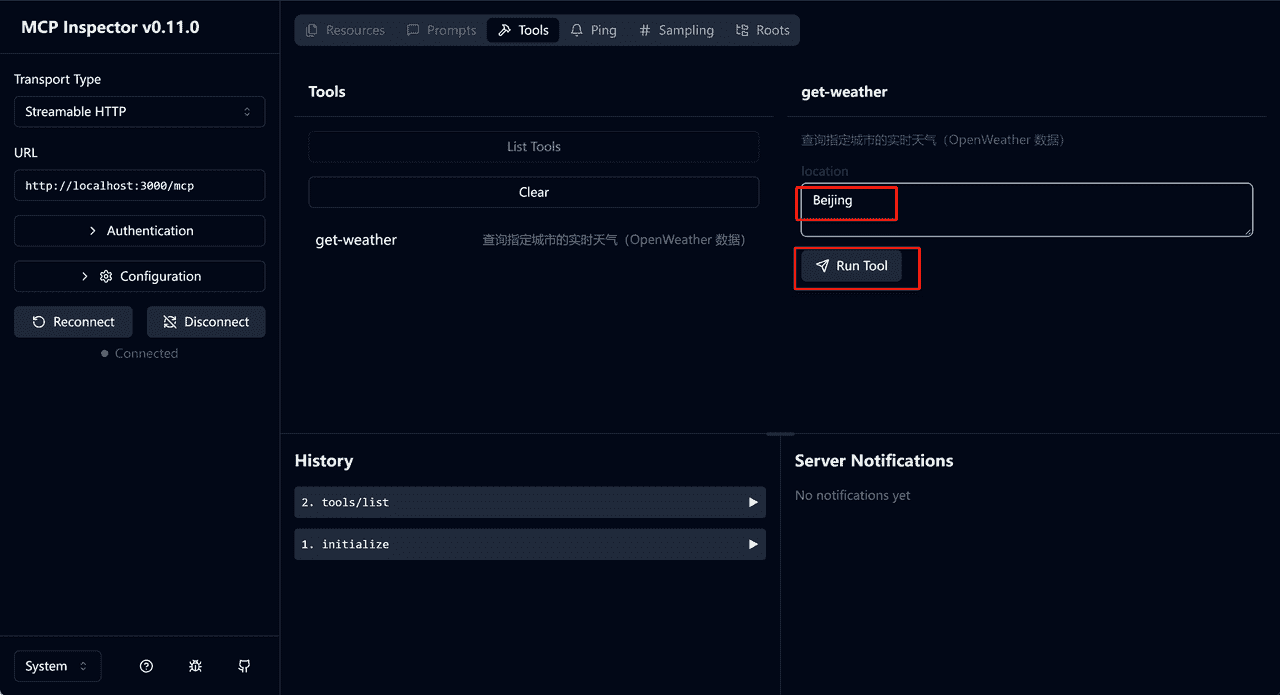 MCP Inspector v0.11.0
Transport Type
Streamable HTTP
URL
http://localhost:3000/mcp
Authentication
Configuration
Reconnect
Disconnect
Connected
System
Resources
Prompts
Tools
Ping
Sampling
Roots
Tools
List Tools
Clear
get-weather
查询指定城市的实时天气（OpenWeather 数据）
get-weather
查询指定城市的实时天气（OpenWeather 数据）
location
Beijing
Run Tool
History
2. tools/list
1. initialize
Server Notifications
No notifications yet